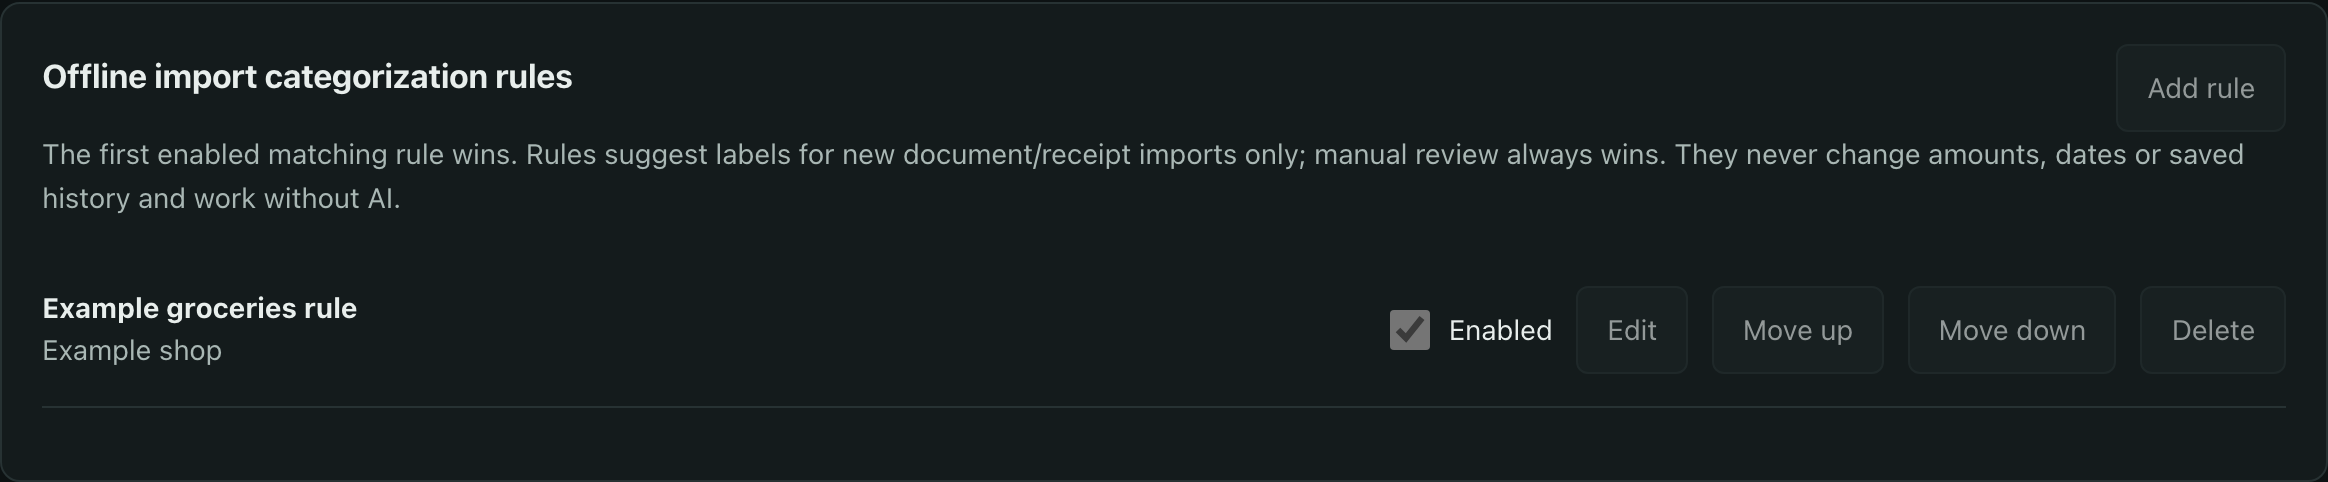 Offline import categorization rules
Add rule
The first enabled matching rule wins. Rules suggest labels for new document/receipt imports only; manual review always wins. They never change amounts, dates or saved
history and work without AI.
Example groceries rule
Example shop
Enabled
Edit
Move up
Move down
Delete